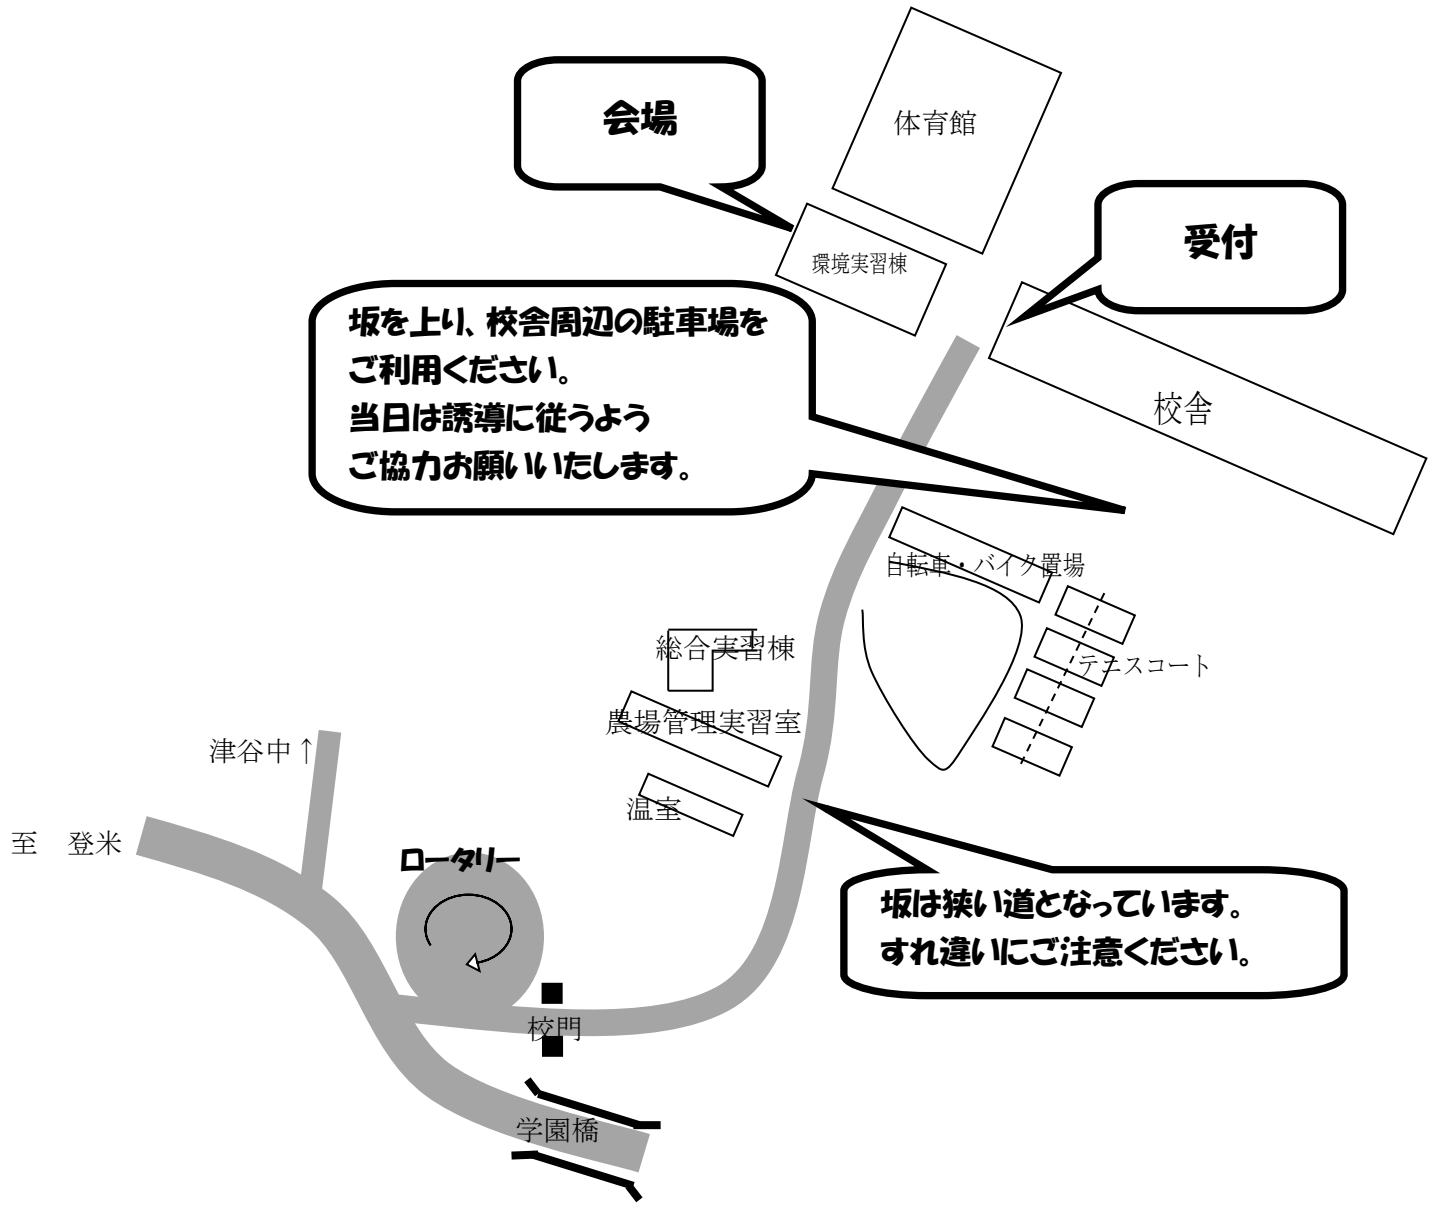 体育館
会場
受付
環境実習棟
坂を上り、校舎周辺の駐車場を
ご利用ください。
当日は誘導に従うよう
ご協力お願いいたします。
校舎
自転車・バイク置場
総合実習棟
テニスコート
農場管理実習室
津谷中↑
温室
至　登米
ロータリー
坂は狭い道となっています。
すれ違いにご注意ください。
校門
学園橋